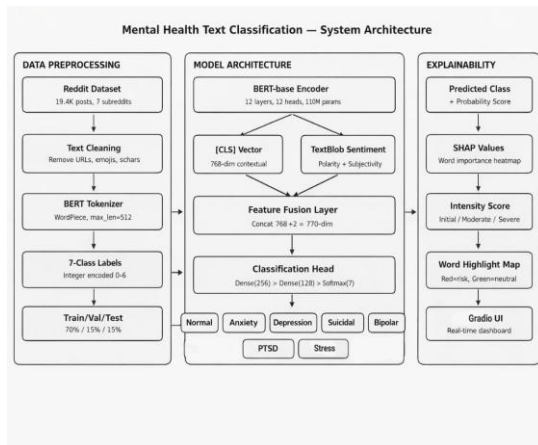 Mental Health Text Classification — System Architecture
DATA PREPROCESSING
Reddit Dataset
19.4K posts, 7 subreddits
Text Cleaning
Remove URLs, emojis, schars
BERT Tokenizer
WordPiece, max_len=512
7-Class Labels
Integer encoded 0-6
Train/Val/Test
70% / 15% / 15%
MODEL ARCHITECTURE
BERT-base Encoder
12 layers, 12 heads, 110M params
[CLS] Vector
768-dim contextual
TextBlob Sentiment
Polarity + Subjectivity
Feature Fusion Layer
Concat 768 +2 = 770-dim
Classification Head
Dense(256) > Dense(128) > Softmax(7)
Normal
Anxiety
Depression
Suicidal
Bipolar
PTSD
Stress
EXPLAINABILITY
Predicted Class
+ Probability Score
SHAP Values
Word importance heatmap
Intensity Score
Initial / Moderate / Severe
Word Highlight Map
Red=risk, Green=neutral
Gradio UI
Real-time dashboard